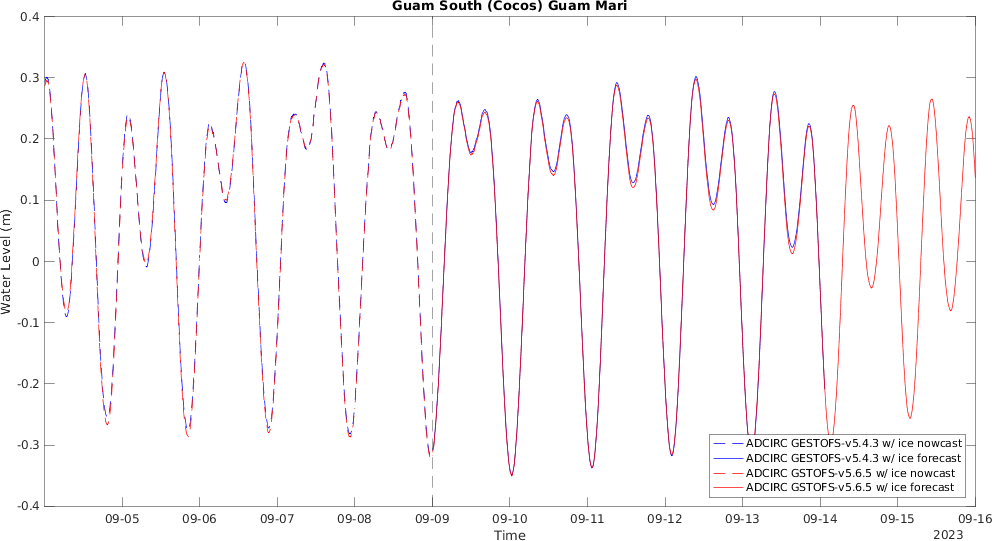 Guam South (Cocos) Guam Mari
Water Level (m)
0.4
0.3
0.2
0.1
0
-0.1
-0.2
-0.3
-0.4
ADCIRC GESTOFS-v5.4.3 w/ ice nowcast
ADCIRC GESTOFS-v5.4.3 w/ ice forecast
ADCIRC GSTOFS-v5.6.5 w/ ice nowcast
ADCIRC GSTOFS-v5.6.5 w/ ice forecast
09-05 09-06 09-07 09-08 09-09 09-10 09-11 09-12 09-13 09-14 09-15 09-16
Time
2023